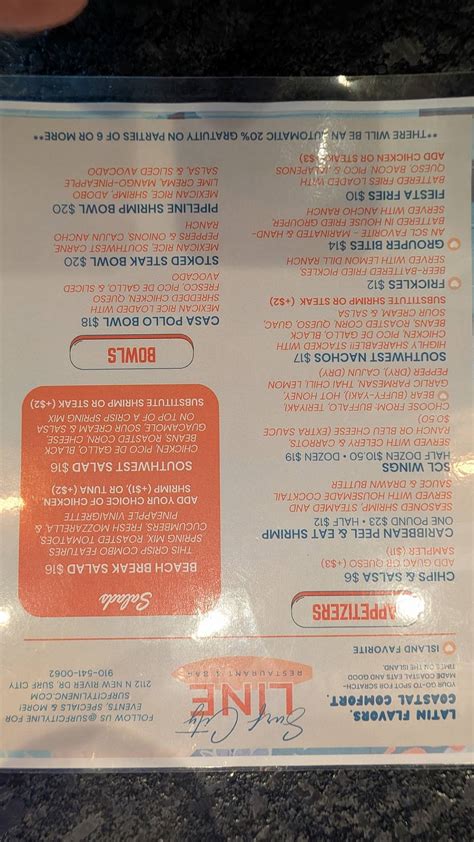 LATIN FLAVORS.
COASTAL COMFORT.
YOUR GO-TO SPOT FOR SCRATCH-
MADE COASTAL EATS AND GOOD
TIMES ON THE ISLAND.
Surf City
LINE
RESTAURANT & BAR
FOLLOW US @SURFCITYLINE FOR
EVENTS, SPECIALS & MORE!
SURFCITYLINENC.COM
2112 NEW RIVER DR SURF CITY
910-541-0062
ISLAND FAVORITE
APPETIZERS
CHIPS & SALSA $6
ADD GUAC OR QUESO (+$3)
SAMPLER ($11)
CARIBBEAN PEEL & EAT SHRIMP
ONE POUND $23 • HALF $12
SEASONED SHRIMP, STEAMED AND
SERVED WITH HOUSEMADE COCKTAIL
SAUCE & DRAWN BUTTER
SCL WINGS
HALF DOZEN • 10.50 DOZEN • $19
SERVED WITH CELERY & CARROTS,
RANCH OR BLEU CHEESE (EXTRA SAUCE
$0.50)
CHOOSE FROM: BUFFALO, TERIYAKI,
BEAR (BUFFY-YAK), HOT HONEY,
GARLIC PARMESAN, THAI CHILI LEMON
PEPPER (DRY), CAJUN (DRY)
SOUTHWEST NACHOS $17
HIGHLY SHAREABLE! STACKED WITH
CHICKEN, PICO DE GALLO, BLACK
BEANS, ROASTED CORN, QUESO, GUAC,
SOUR CREAM, & SALSA
SUBSTITUTE SHRIMP OR STEAK (+$2)
FRICKLES $12
BEER-BATTERED FRIED PICKLES,
SERVED WITH LEMON DILL RANCH
GROUPER BITES $14
AN SCL FAVORITE - MARINATED & HAND-
BATTERED IN HOUSE FRIED GROUPER
SERVED WITH ANCHO RANCH
FIESTA FRIES $10
BATTERED FRIES LOADED WITH
QUESO, BACON, PICO & JALAPENOS
ADD CHICKEN OR STEAK (+$3)
Salads
BEACH BREAK SALAD $16
THIS CRISP COMBO FEATURES
SPRING MIX, ROASTED TOMATOES,
CUCUMBERS, FRESH MOZZARELLA, &
PINEAPPLE VINAIGRETTE
ADD YOUR CHOICE OF CHICKEN
SHRIMP (+$1), OR TUNA (+$2)
SOUTHWEST SALAD $16
CHICKEN, PICO DE GALLO, BLACK
BEANS, ROASTED CORN, CHEESE,
GUACAMOLE, SOUR CREAM & SALSA
ON TOP OF A CRISP SPRING MIX
SUBSTITUTE SHRIMP OR STEAK (+$2)
BOWLS
CASA POLLO BOWL $18
MEXICAN RICE LOADED WITH
SHREDDED CHICKEN, QUESO
FRESCO, PICO DE GALLO, & SLICED
AVOCADO
STOKED STEAK BOWL $20
MEXICAN RICE, SOUTHWEST CARNE,
PEPPERS & ONIONS, CAJUN ANCHO
RANCH
PIPELINE SHRIMP BOWL $20
MEXICAN RICE, SHRIMP, ADOBO,
LIME CREMA, MANGO-PINEAPPLE
SALSA & SLICED AVOCADO
**THERE WILL BE AN AUTOMATIC 20% GRATUITY ON PARTIES OF 6 OR MORE**